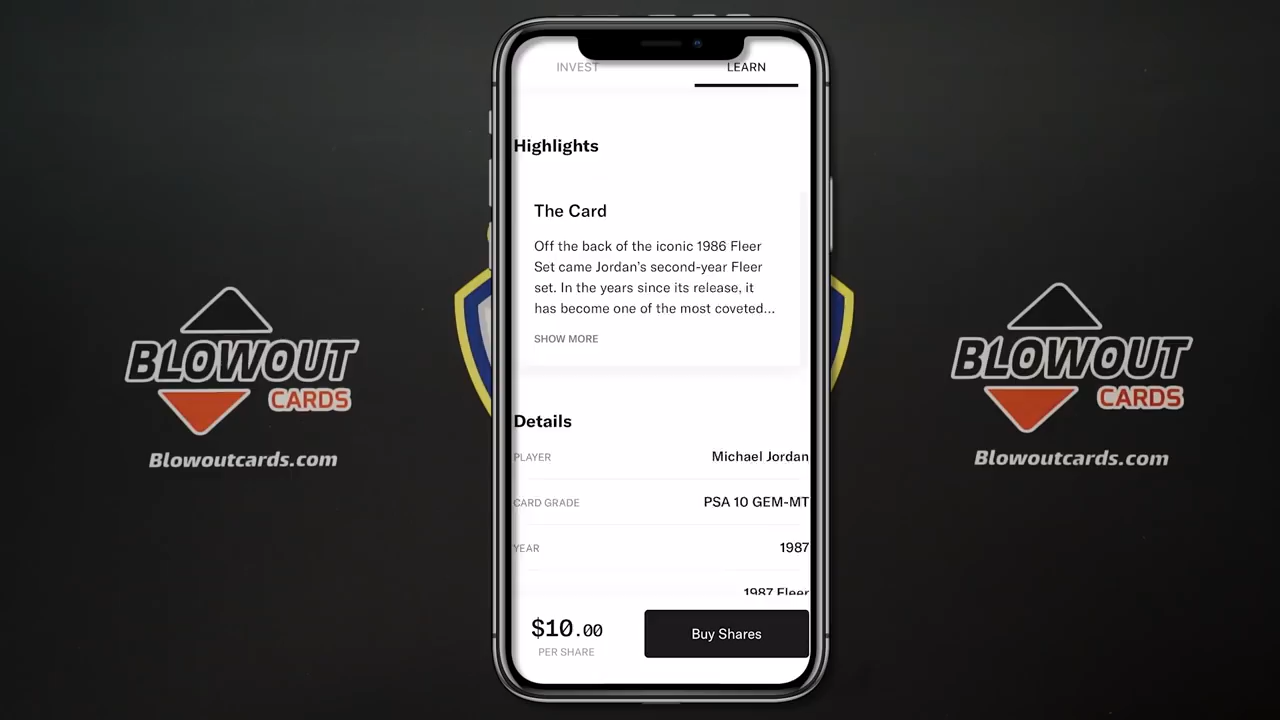 INVEST
LEARN
Highlights
The Card
Off the back of the iconic 1986 Fleer
Set came Jordan's second-year Fleer
set. In the years since its release, it
has become one of the most coveted...
SHOW MORE
Details
PLAYER
Michael Jordan
CARD GRADE
PSA 10 GEM-MT
YEAR
1987
1987 Fleer
$10.00
PER SHARE
Buy Shares
BLOWOUT
CARDS
Blowoutcards.com
BLOWOUT
CARDS
Blowoutcards.com